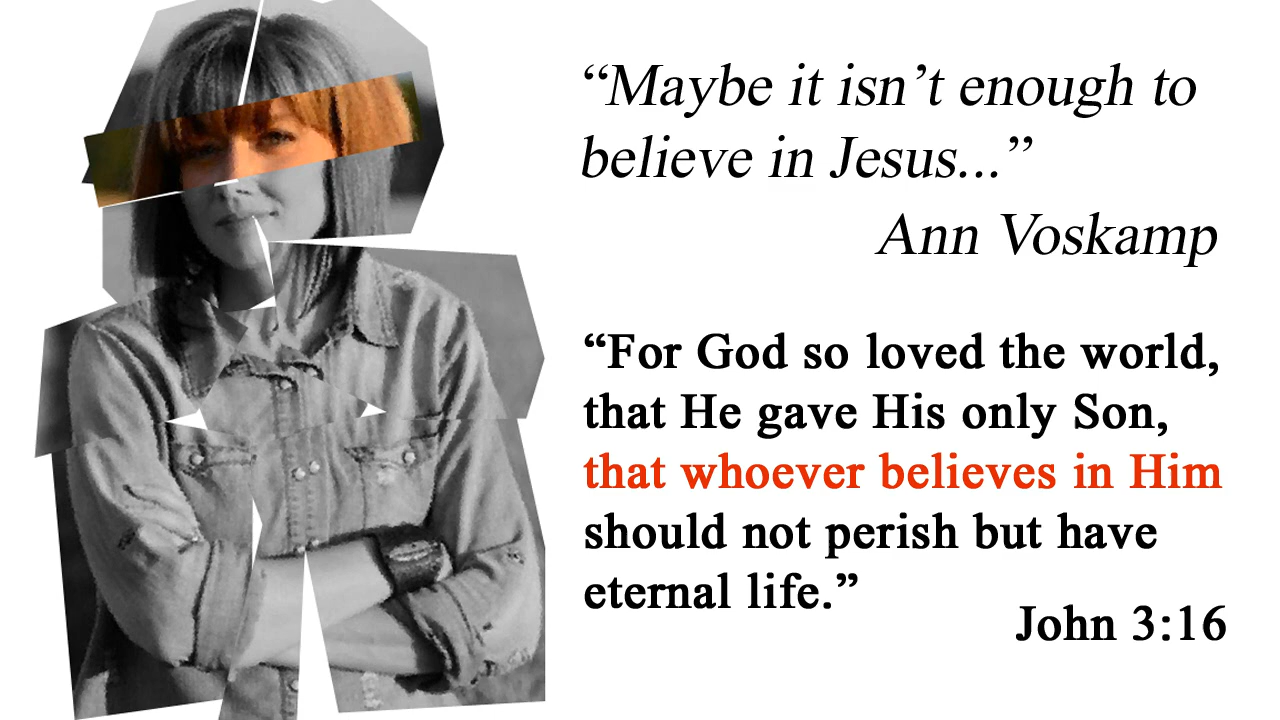 “Maybe it isn’t enough to
believe in Jesus...”
Ann Voskamp
“For God so loved the world,
that He gave His only Son,
that whoever believes in Him
should not perish but have
eternal life.”
John 3:16